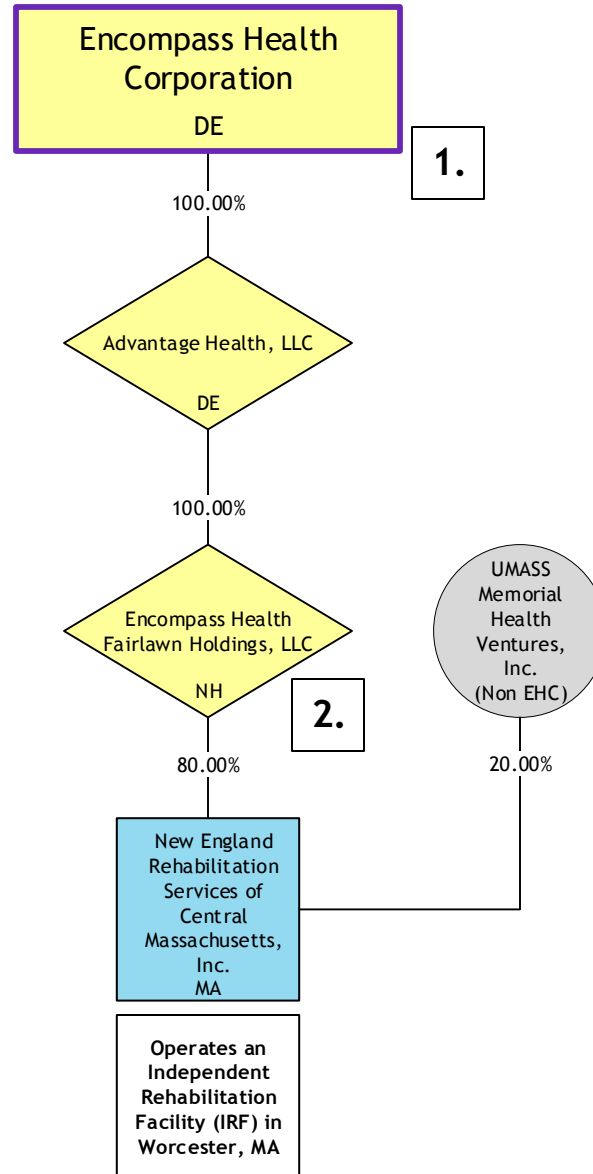 Encompass Health
Corporation
DE
1.
100.00%
Advantage Health, LLC
DE
100.00%
Encompass Health
Fairlawn Holdings, LLC
NH
2.
UMASS
Memorial
Health
Ventures,
Inc.
(Non EHC)
80.00%
20.00%
New England
Rehabilitation
Services of
Central
Massachusetts,
Inc.
MA
Operates an
Independent
Rehabilitation
Facility (IRF) in
Worcester, MA